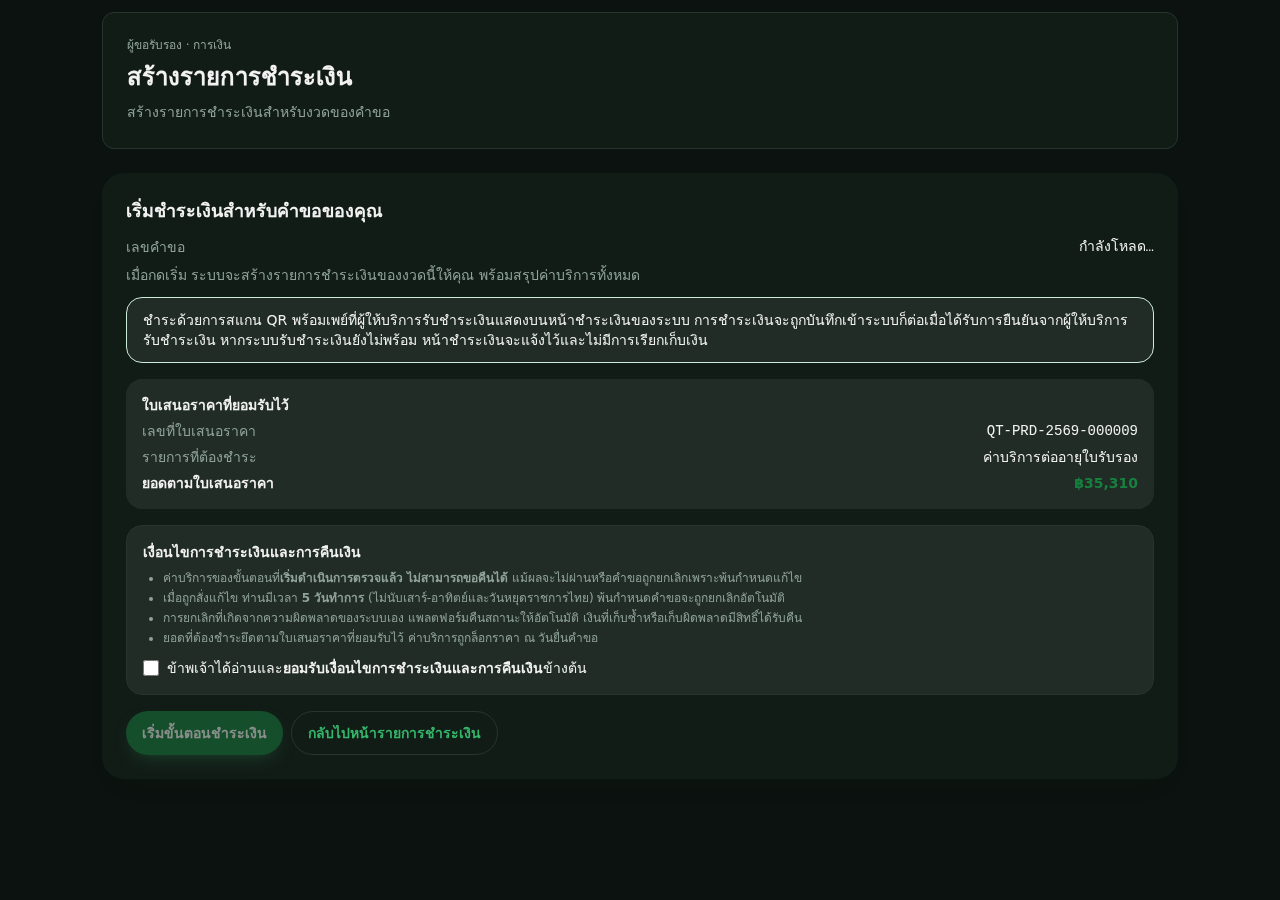 ผู้ขอรับรอง · การเงิน
สร้างรายการชำระเงิน
สร้างรายการชำระเงินสำหรับงวดของคำขอ
เริ่มชำระเงินสำหรับคำขอของคุณ
เลขคำขอ กำลังโหลด…
เมื่อกดเริ่ม ระบบจะสร้างรายการชำระเงินของงวดนี้ให้คุณ พร้อมสรุปค่าบริการทั้งหมด
ชำระด้วยการสแกน QR พร้อมเพย์ที่ผู้ให้บริการรับชำระเงินแสดงบนหน้าชำระเงินของระบบ การชำระเงินจะถูกบันทึกเข้าระบบก็ต่อเมื่อได้รับการยืนยันจากผู้ให้บริการ
รับชำระเงิน หากระบบรับชำระเงินยังไม่พร้อม หน้าชำระเงินจะแจ้งไว้และไม่มีการเรียกเก็บเงิน
ใบเสนอราคาที่ยอมรับไว้
เลขที่ใบเสนอราคา QT-PRD-2569-000009
รายการที่ต้องชำระ ค่าบริการต่ออายุใบรับรอง
ยอดตามใบเสนอราคา ฿35,310
เงื่อนไขการชำระเงินและการคืนเงิน
• ค่าบริการของขั้นตอนที่เริ่มดำเนินการตรวจแล้ว ไม่สามารถขอคืนได้ แม้ผลจะไม่ผ่านหรือคำขอถูกยกเลิกเพราะพ้นกำหนดแก้ไข
• เมื่อถูกสั่งแก้ไข ท่านมีเวลา 5 วันทำการ (ไม่นับเสาร์-อาทิตย์และวันหยุดราชการไทย) พ้นกำหนดคำขอจะถูกยกเลิกอัตโนมัติ
• การยกเลิกที่เกิดจากความผิดพลาดของระบบเอง แพลตฟอร์มคืนสถานะให้อัตโนมัติ เงินที่เก็บซ้ำหรือเก็บผิดพลาดมีสิทธิ์ได้รับคืน
• ยอดที่ต้องชำระยึดตามใบเสนอราคาที่ยอมรับไว้ ค่าบริการถูกล็อกราคา ณ วันยื่นคำขอ
ข้าพเจ้าได้อ่านและยอมรับเงื่อนไขการชำระเงินและการคืนเงินข้างต้น
เริ่มขั้นตอนชำระเงิน กลับไปหน้ารายการชำระเงิน